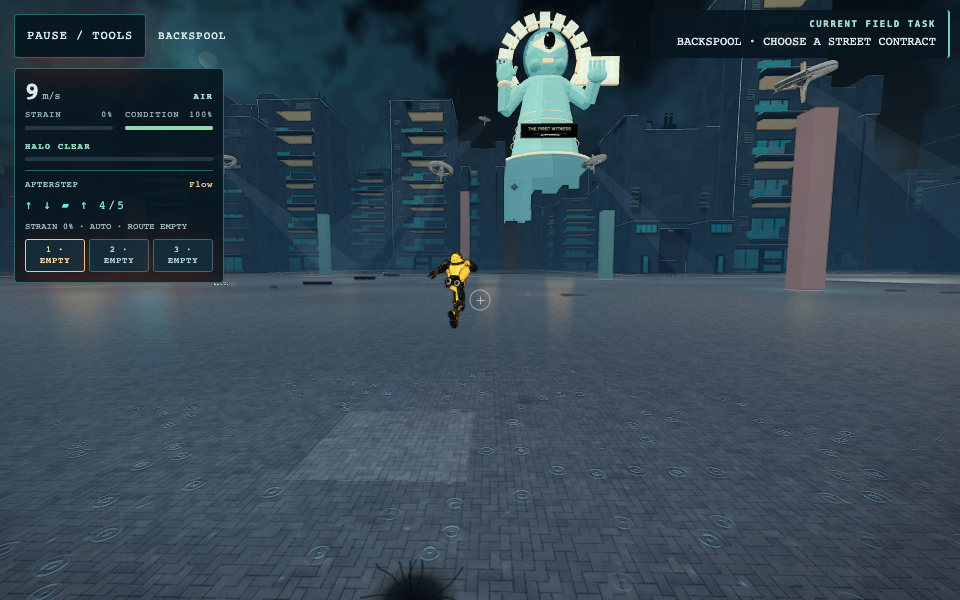 PAUSE / TOOLS
BACKSPOOL
CURRENT FIELD TASK
BACKSPOOL · CHOOSE A STREET CONTRACT
9 m/s
AIR
STRAIN 0%
CONDITION 100%
HALO CLEAR
AFTERSTEP
Flow
↑ ↓ ▰ ↑ 4/5
STRAIN 0% · AUTO · ROUTE EMPTY
1 · EMPTY
2 · EMPTY
3 · EMPTY
THE FIRST WITNESS